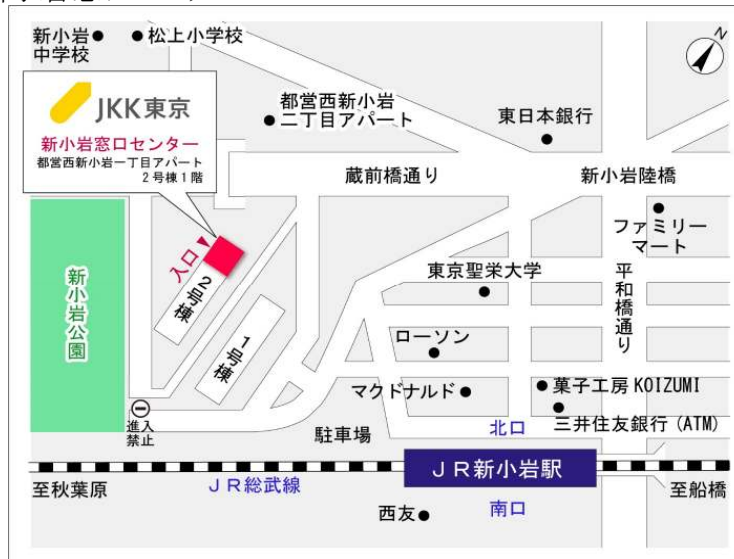 新小岩
中学校
松上小学校
N
JKK東京
新小岩窓口センター
都営西新小岩一丁目アパート
2号棟1階
都営西新小岩
二丁目アパート
東日本銀行
蔵前橋通り
新小岩陸橋
ファミリー
マート
入口
2号棟
1号棟
新小岩公園
東京聖栄大学
平和橋通り
ローソン
マクドナルド
菓子工房 KOIZUMI
三井住友銀行 (ATM)
進入
禁止
駐車場
北口
JR新小岩駅
至秋葉原
JR総武線
至船橋
西友
南口